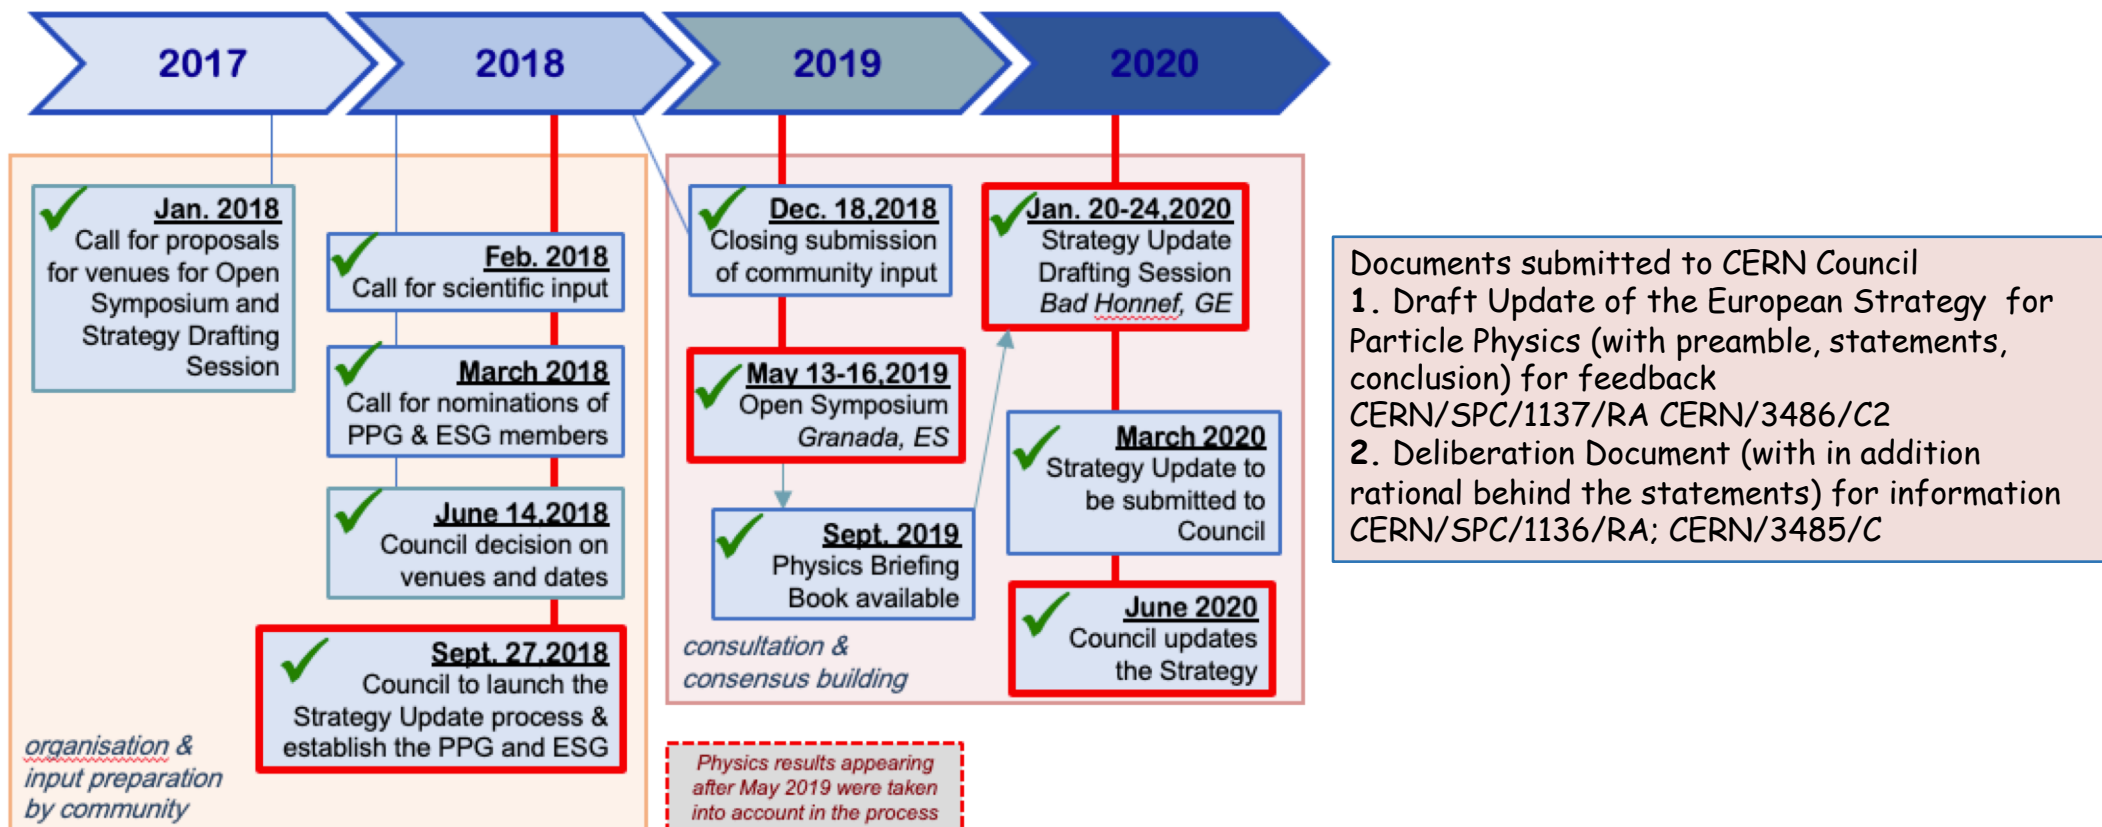 2017
2018
2019
2020
Jan. 2018
Call for proposals
for venues for Open
Symposium and
Strategy Drafting
Session
Feb. 2018
Call for scientific input
March 2018
Call for nominations of
PPG & ESG members
June 14,2018
Council decision on
venues and dates
Sept. 27,2018
Council to launch the
Strategy Update process &
establish the PPG and ESG
organisation &
input preparation
by community
Dec. 18,2018
Closing submission
of community input
May 13-16,2019
Open Symposium
Granada, ES
Sept. 2019
Physics Briefing
Book available
consultation &
consensus building
Jan. 20-24,2020
Strategy Update
Drafting Session
Bad Honnef, GE
March 2020
Strategy Update to
be submitted to
Council
June 2020
Council updates
the Strategy
Physics results appearing
after May 2019 were taken
into account in the process
Documents submitted to CERN Council
1. Draft Update of the European Strategy for
Particle Physics (with preamble, statements,
conclusion) for feedback
CERN/SPC/1137/RA CERN/3486/C2
2. Deliberation Document (with in addition
rational behind the statements) for information
CERN/SPC/1136/RA; CERN/3485/C